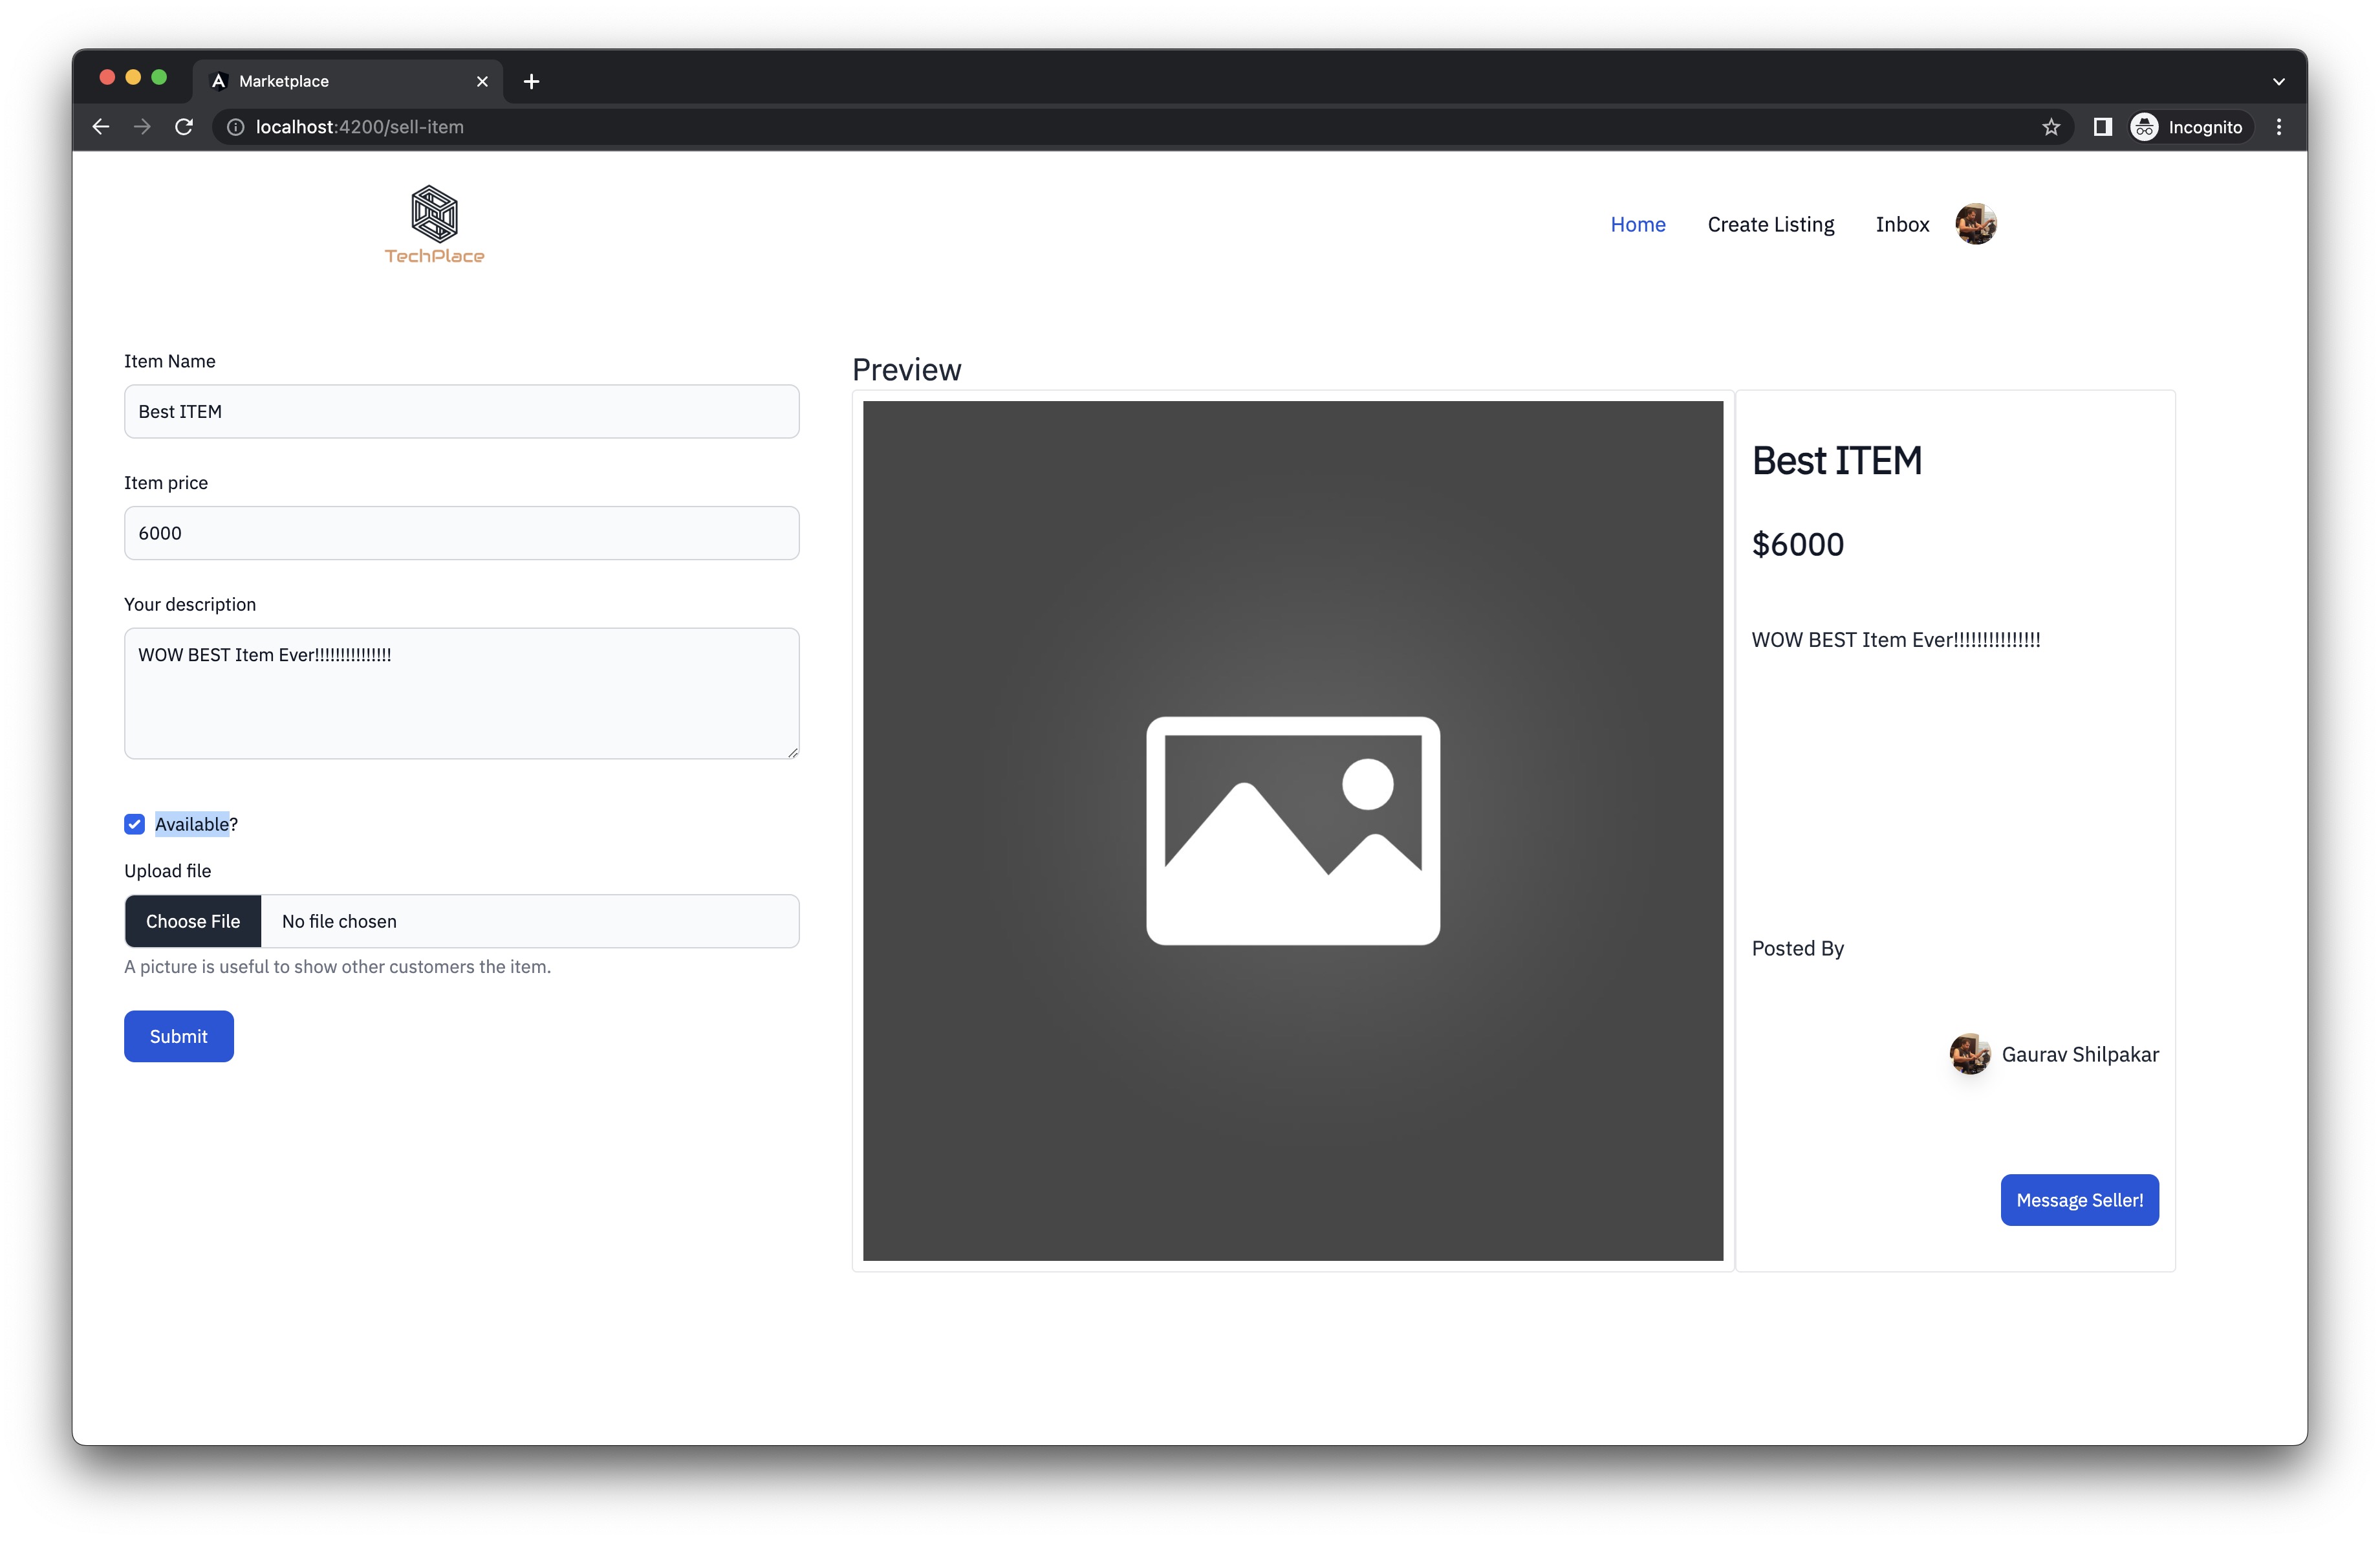 Marketplace
localhost:4200/sell-item
Incognito
TechPlace
Home Create Listing Inbox
Item Name
Best ITEM
Item price
6000
Your description
WOW BEST Item Ever!!!!!!!!!!!!!!!
Available?
Upload file
Choose File No file chosen
A picture is useful to show other customers the item.
Submit
Preview
Best ITEM
$6000
WOW BEST Item Ever!!!!!!!!!!!!!!!
Posted By
Gaurav Shilpakar
Message Seller!